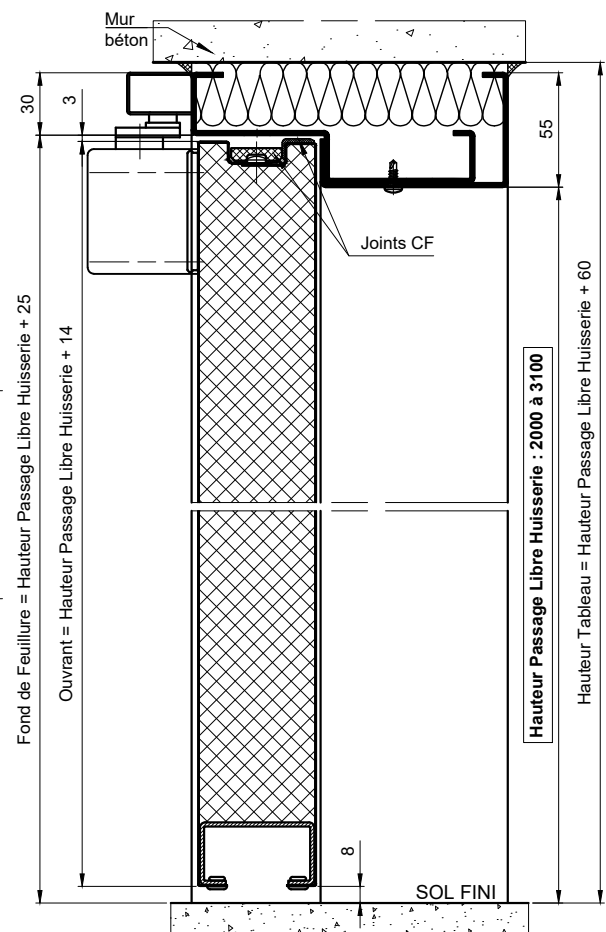 Mur
béton
30
3
55
Joints CF
Fond de Feuillure = Hauteur Passage Libre Huisserie + 25
Ouvrant = Hauteur Passage Libre Huisserie + 14
Hauteur Passage Libre Huisserie : 2000 à 3100
Hauteur Tableau = Hauteur Passage Libre Huisserie + 60
8
SOL FINI